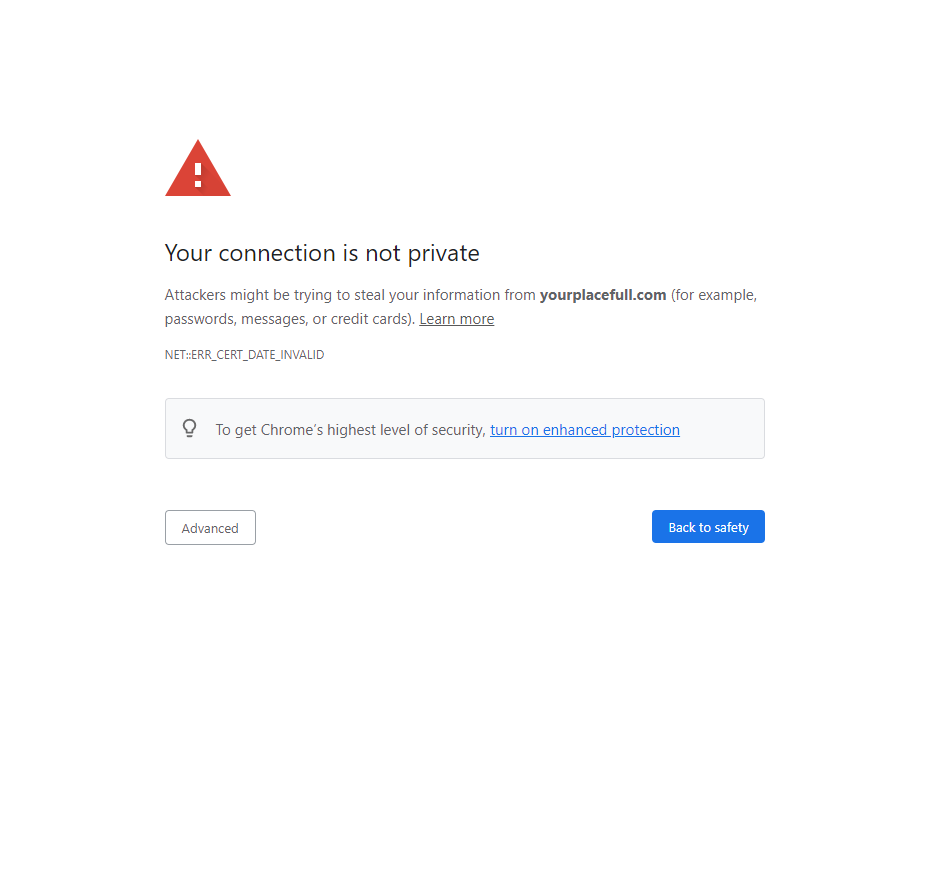 Your connection is not private
Attackers might be trying to steal your information from yourplacefull.com (for example,
passwords, messages, or credit cards). Learn more
NET::ERR_CERT_DATE_INVALID
To get Chrome’s highest level of security, turn on enhanced protection
Advanced
Back to safety